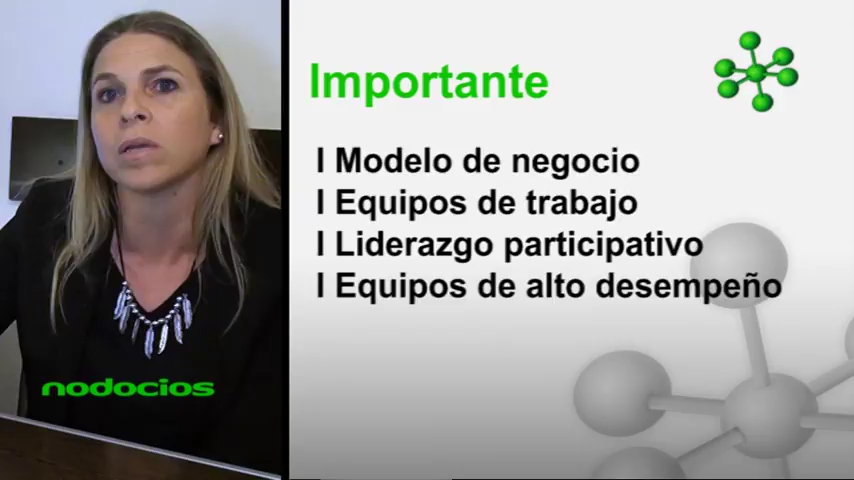 Importante
l Modelo de negocio
l Equipos de trabajo
l Liderazgo participativo
l Equipos de alto desempeño
nodocios